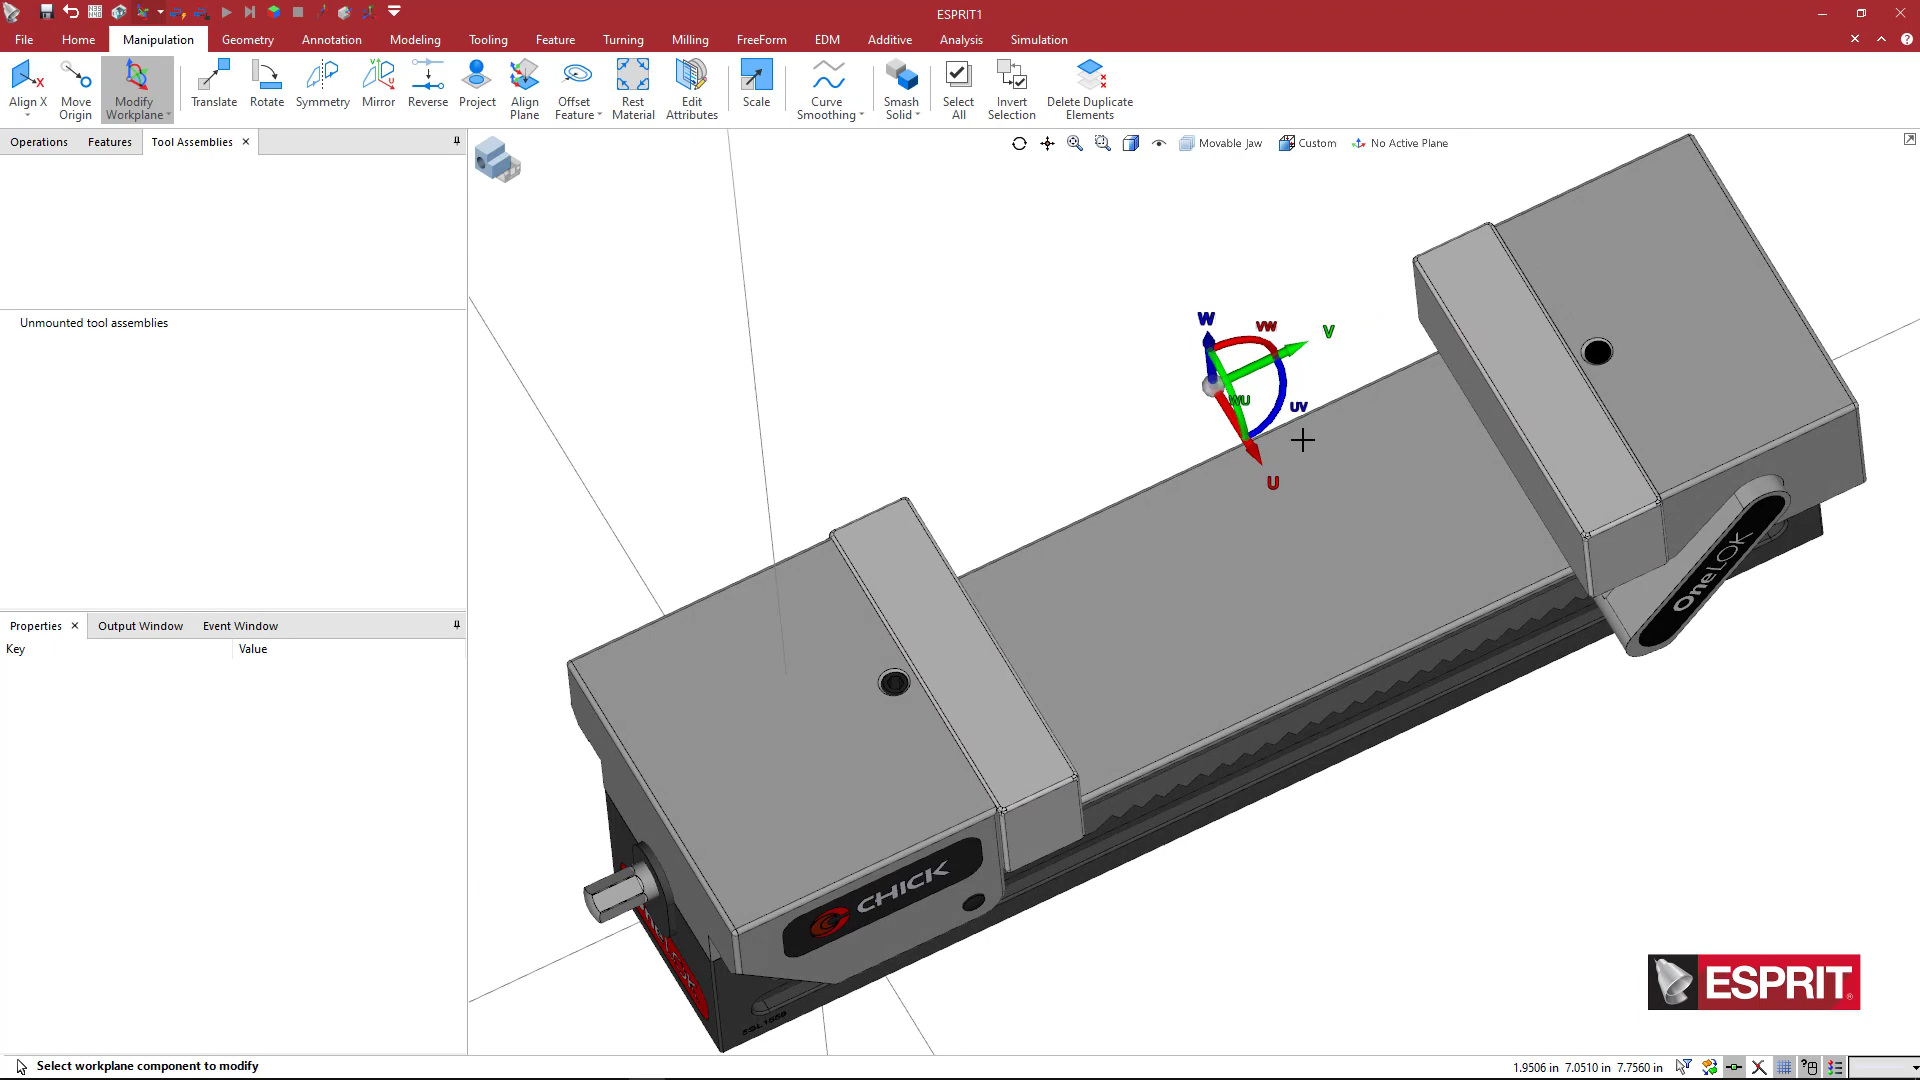 ESPRIT1
File Home Manipulation Geometry Annotation Modeling Tooling Feature Turning Milling FreeForm EDM Additive Analysis Simulation
Align X
Move Origin
Modify Workplane
Translate
Rotate
Symmetry
Mirror
Reverse
Project
Align Plane
Offset Feature
Rest Material
Edit Attributes
Scale
Curve Smoothing
Smash Solid
Select All
Invert Selection
Delete Duplicate Elements
Operations Features Tool Assemblies
Movable Jaw Custom No Active Plane
Unmounted tool assemblies
W VW V
WU UV
U
OneLOK
CHICK
ESPRIT
Properties Output Window Event Window
Key Value
Select workplane component to modify
1.9506 in 7.0510 in 7.7560 in